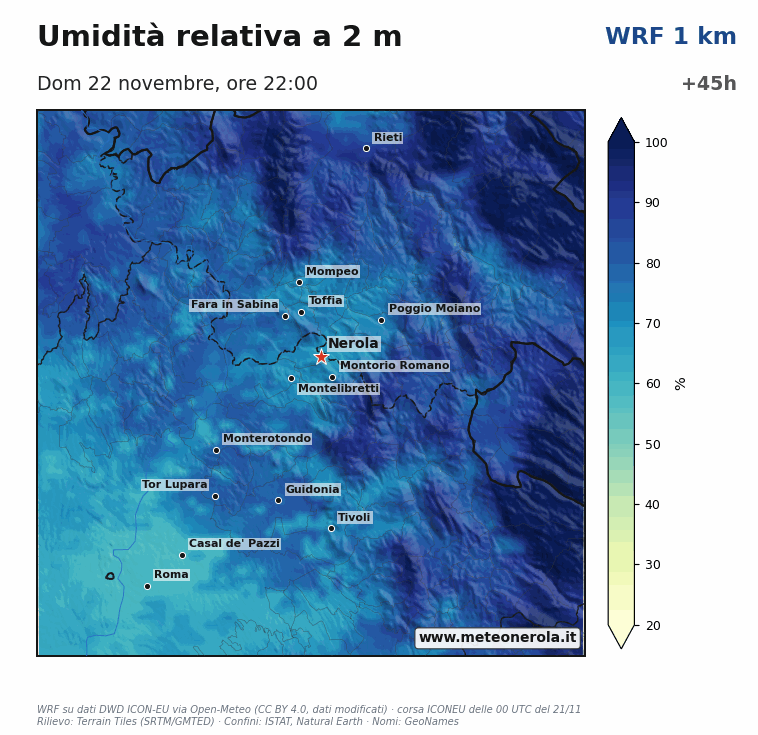 Umidità relativa a 2 m
WRF 1 km
Dom 22 novembre, ore 22:00
+45h
Rieti
Mompeo
Fara in Sabina
Toffia
Poggio Moiano
Nerola
Montorio Romano
Montelibretti
Monterotondo
Tor Lupara
Guidonia
Tivoli
Casal de' Pazzi
Roma
www.meteonerola.it
100
90
80
70
60
50
40
30
20
%
WRF su dati DWD ICON-EU via Open-Meteo (CC BY 4.0, dati modificati) · corsa ICONEU delle 00 UTC del 21/11
Rilievo: Terrain Tiles (SRTM/GMTED) · Confini: ISTAT, Natural Earth · Nomi: GeoNames